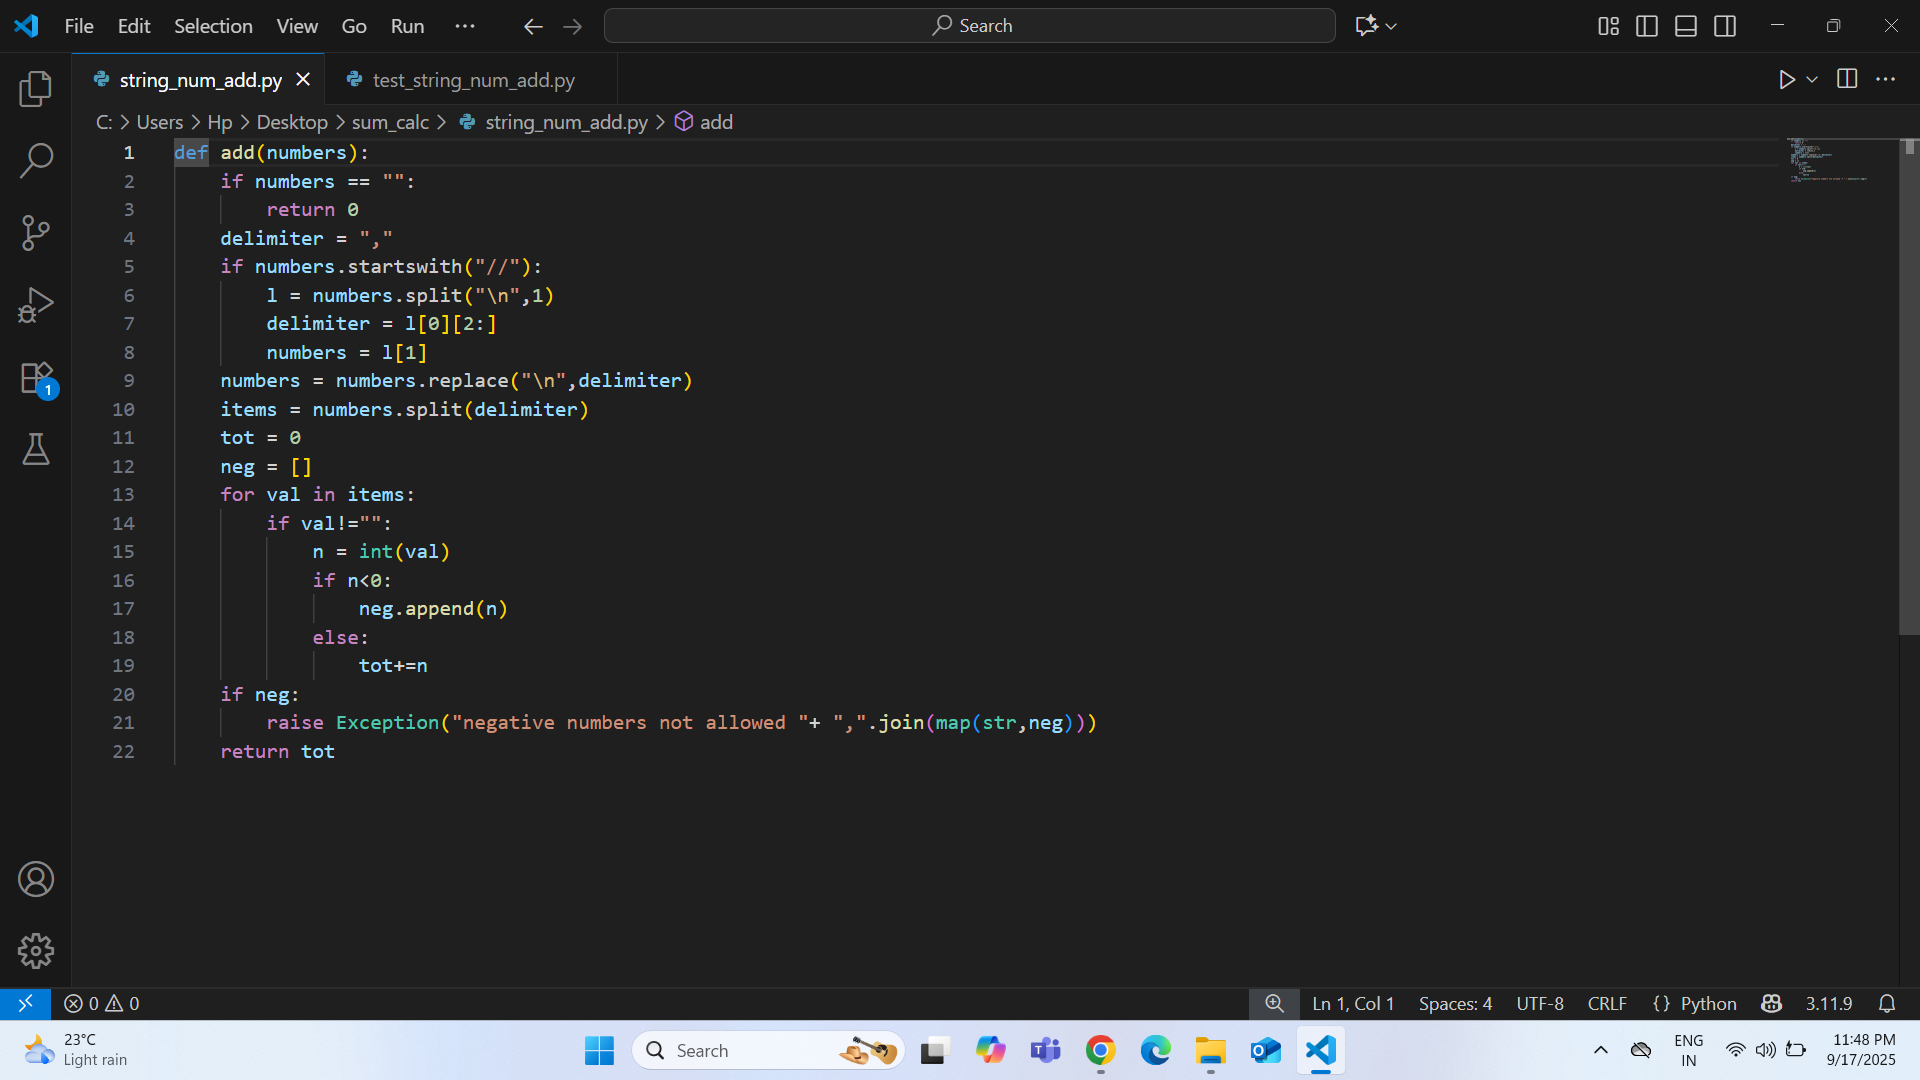 File Edit Selection View Go Run ··· Search
string_num_add.py test_string_num_add.py
C: > Users > Hp > Desktop > sum_calc > string_num_add.py > add
1 def add(numbers):
2 if numbers == "":
3 return 0
4 delimiter = ","
5 if numbers.startswith("//"):
6 l = numbers.split("\n",1)
7 delimiter = l[0][2:]
8 numbers = l[1]
9 numbers = numbers.replace("\n",delimiter)
10 items = numbers.split(delimiter)
11 tot = 0
12 neg = []
13 for val in items:
14 if val!="":
15 n = int(val)
16 if n<0:
17 neg.append(n)
18 else:
19 tot+=n
20 if neg:
21 raise Exception("negative numbers not allowed "+ ",".join(map(str,neg)))
22 return tot
1
0 0 Ln 1, Col 1 Spaces: 4 UTF-8 CRLF {} Python 3.11.9
23°C
Light rain
Search
ENG
IN
11:48 PM
9/17/2025